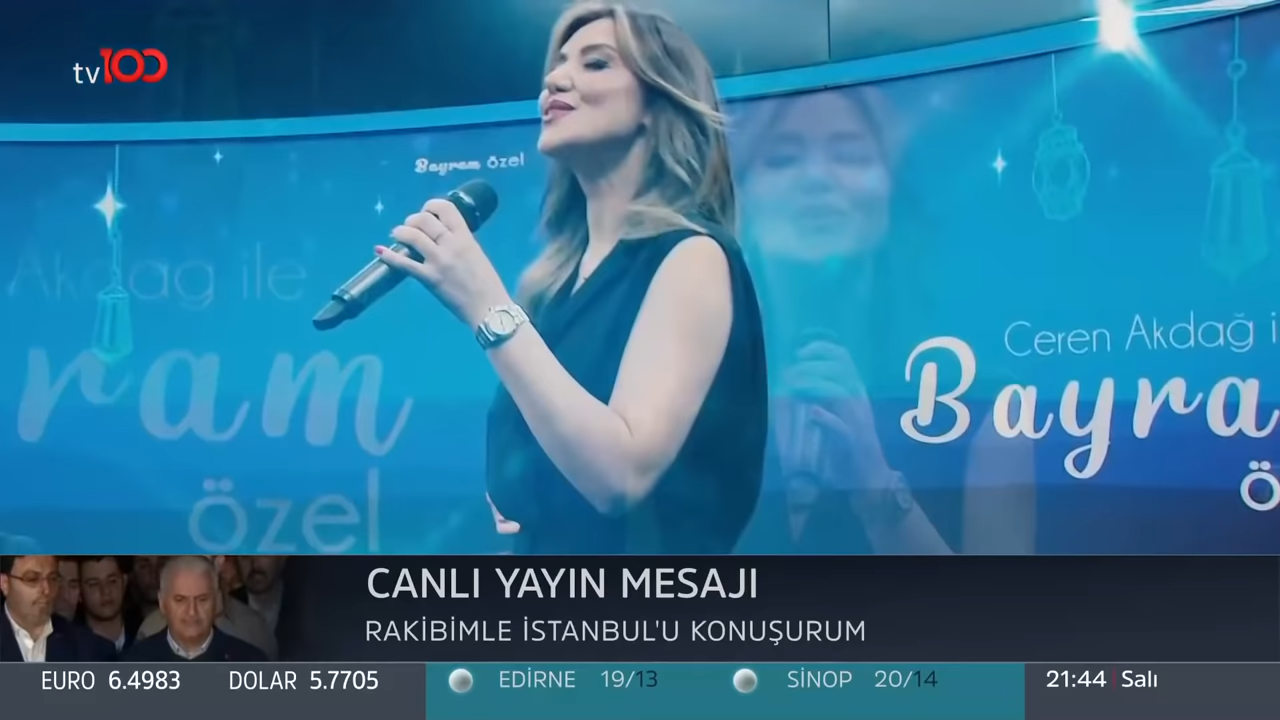 tv100
Bayram özel
Akdağ ile
ram
özel
Ceren Akdağ i
Bayra
ö
CANLI YAYIN MESAJI
RAKİBİMLE İSTANBUL'U KONUŞURUM
EURO 6.4983 DOLAR 5.7705 EDİRNE 19/13 SİNOP 20/14 21:44 Salı